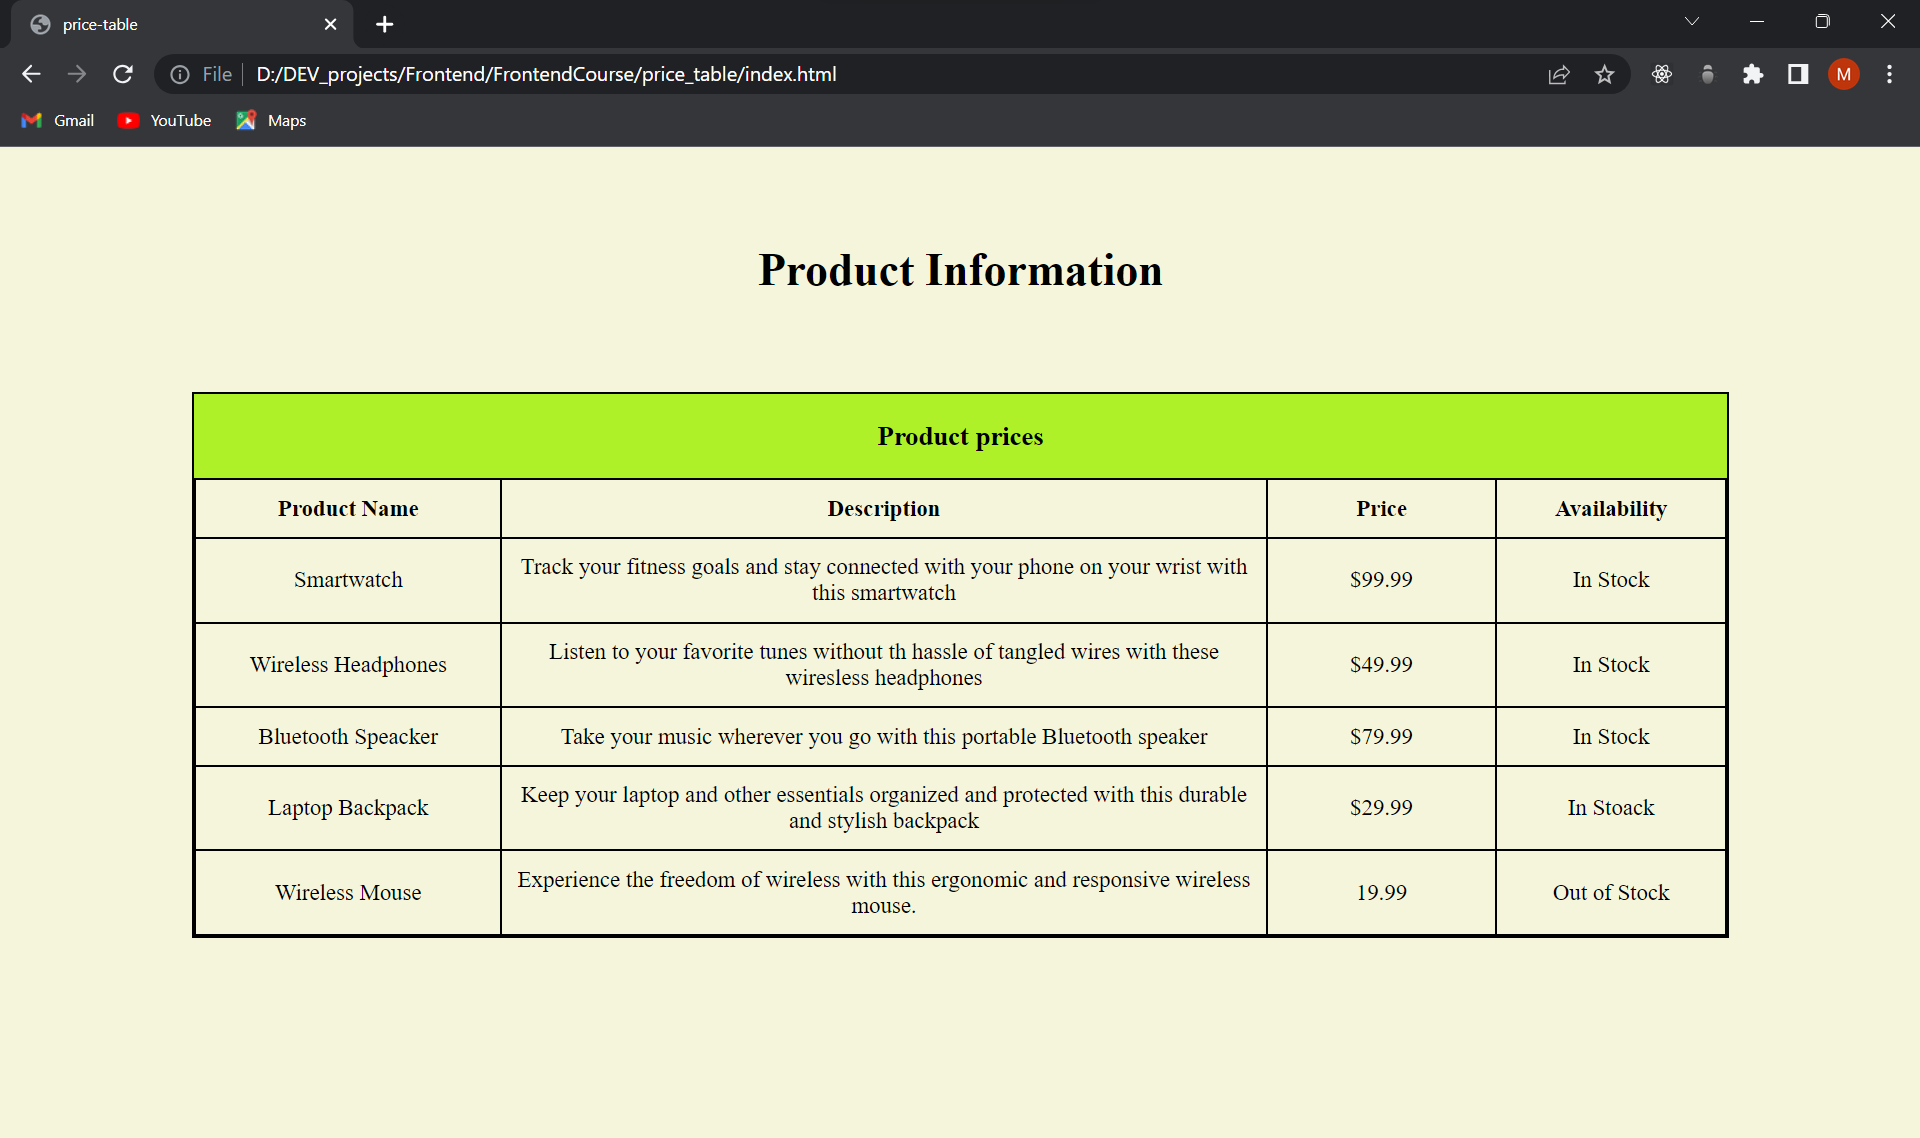 price-table
File
D:/DEV_projects/Frontend/FrontendCourse/price_table/index.html
M
Gmail
YouTube
Maps
Product Information
Product prices
Product Name
Description
Price
Availability
Smartwatch
Track your fitness goals and stay connected with your phone on your wrist with
this smartwatch
$99.99
In Stock
Wireless Headphones
Listen to your favorite tunes without th hassle of tangled wires with these
wiresless headphones
$49.99
In Stock
Bluetooth Speacker
Take your music wherever you go with this portable Bluetooth speaker
$79.99
In Stock
Laptop Backpack
Keep your laptop and other essentials organized and protected with this durable
and stylish backpack
$29.99
In Stoack
Wireless Mouse
Experience the freedom of wireless with this ergonomic and responsive wireless
mouse.
19.99
Out of Stock